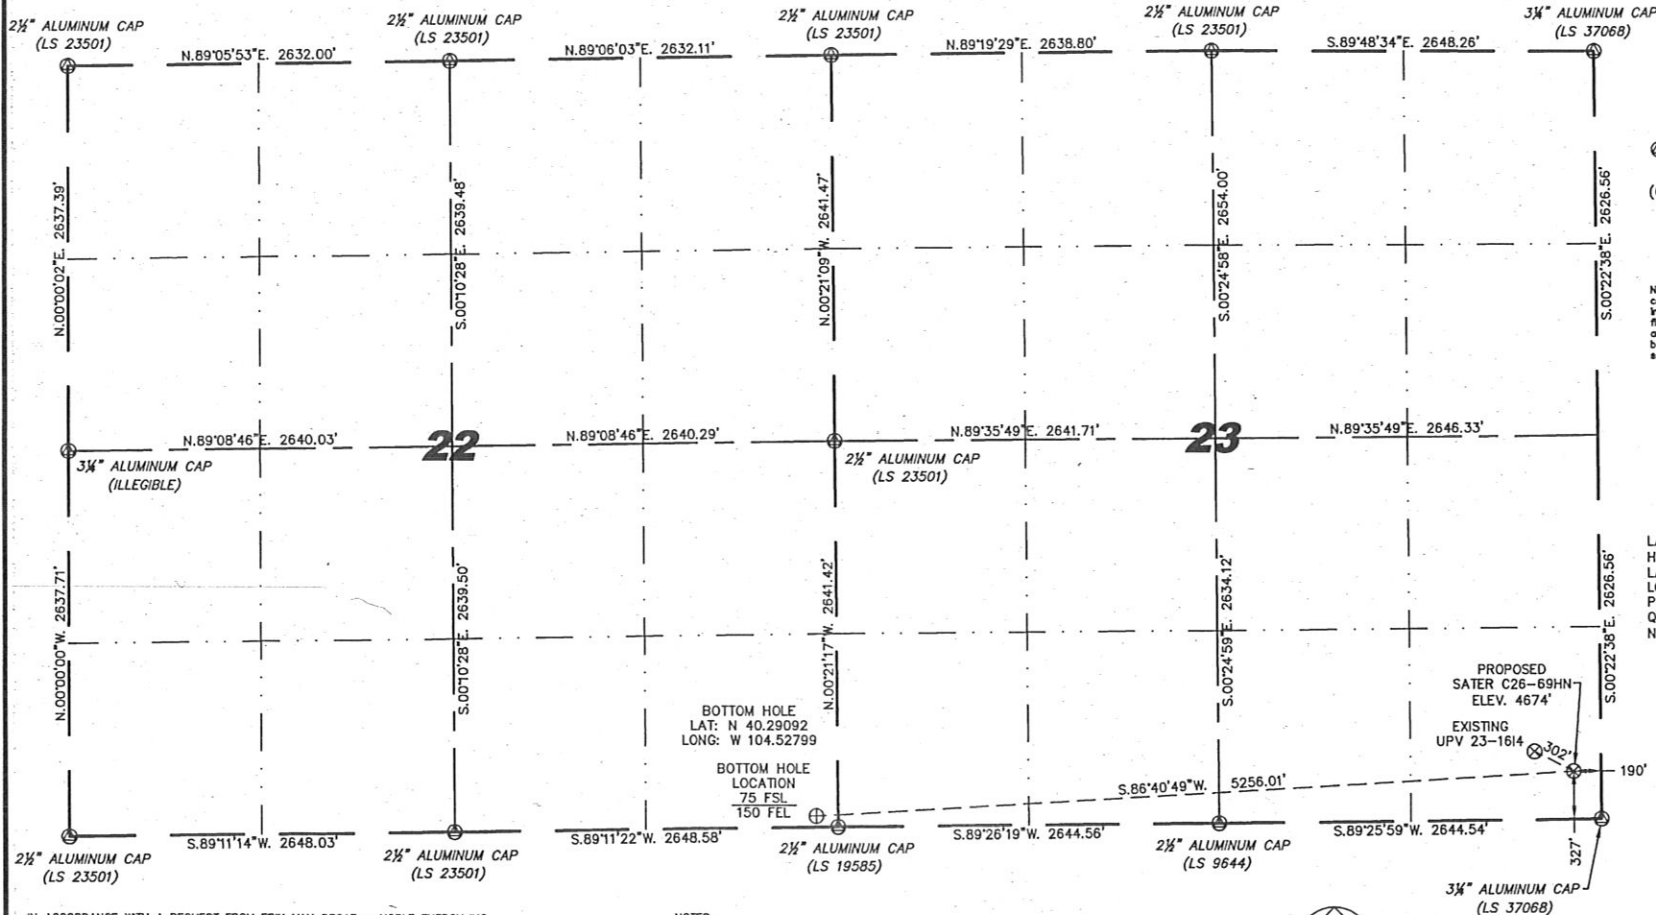 2½" ALUMINUM CAP
(LS 23501)
2½" ALUMINUM CAP
(LS 23501)
2½" ALUMINUM CAP
(LS 23501)
2½" ALUMINUM CAP
(LS 23501)
3¼" ALUMINUM CAP
(LS 37068)
N.89°05'53"E. 2632.00'
N.89°06'03"E. 2632.11'
N.89°19'29"E. 2638.80'
S.89°48'34"E. 2648.26'
N.00°00'02"E. 2637.39'
S.00°10'28"E. 2639.48'
N.00°21'09"W. 2641.47'
S.00°24'58"E. 2654.00'
S.00°22'38"E. 2626.56'
N.89°08'46"E. 2640.03'
22
N.89°08'46"E. 2640.29'
N.89°35'49"E. 2641.71'
23
N.89°35'49"E. 2646.33'
3¼" ALUMINUM CAP
(ILLEGIBLE)
2½" ALUMINUM CAP
(LS 23501)
N.00°00'00"W. 2637.71'
S.00°10'28"E. 2639.50'
N.00°21'17"W. 2641.42'
S.00°24'59"E. 2634.12'
S.00°22'38"E. 2626.56'
PROPOSED
SATER C26-69HN
ELEV. 4674'
EXISTING
UPV 23-16I4
302'
190'
327'
BOTTOM HOLE
LAT: N 40.29092
LONG: W 104.52799
BOTTOM HOLE
LOCATION
75 FSL
150 FEL
S.86°40'49"W. 5256.01'
S.89°11'14"W. 2648.03'
S.89°11'22"W. 2648.58'
S.89°26'19"W. 2644.56'
S.89°25'59"W. 2644.54'
2½" ALUMINUM CAP
(LS 23501)
2½" ALUMINUM CAP
(LS 23501)
2½" ALUMINUM CAP
(LS 19585)
2½" ALUMINUM CAP
(LS 9644)
3¼" ALUMINUM CAP
(LS 37068)